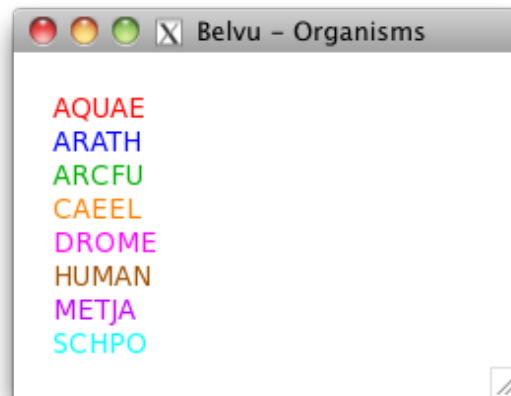 Belvu – Organisms
AQUAE
ARATH
ARCFU
CAEEL
DROME
HUMAN
METJA
SCHPO